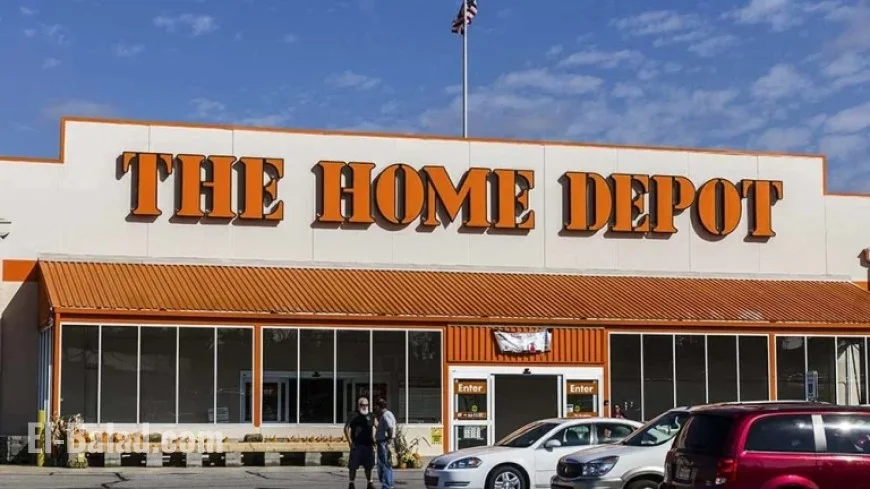 THE HOME DEPOT
Enter
Enter
El-Balad.com